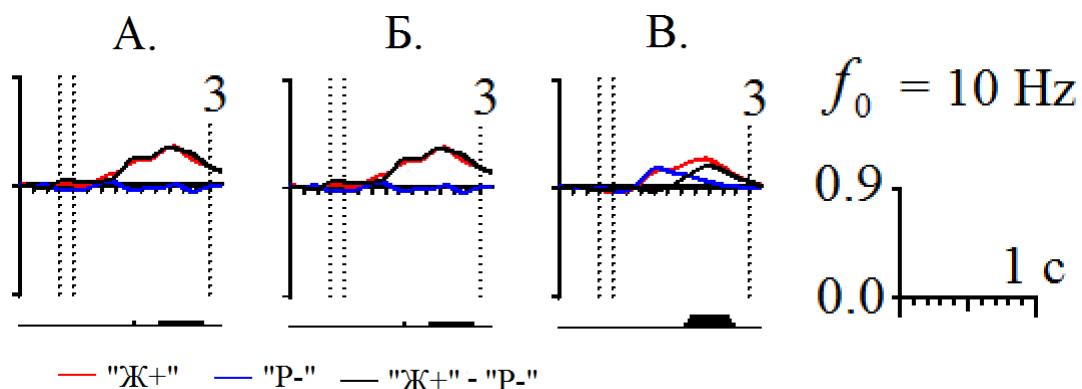 А. Б. В.
3 3 3
f₀ = 10 Hz
0.9
1 с
0.0
"Ж+" "Р-" "Ж+" - "Р-"